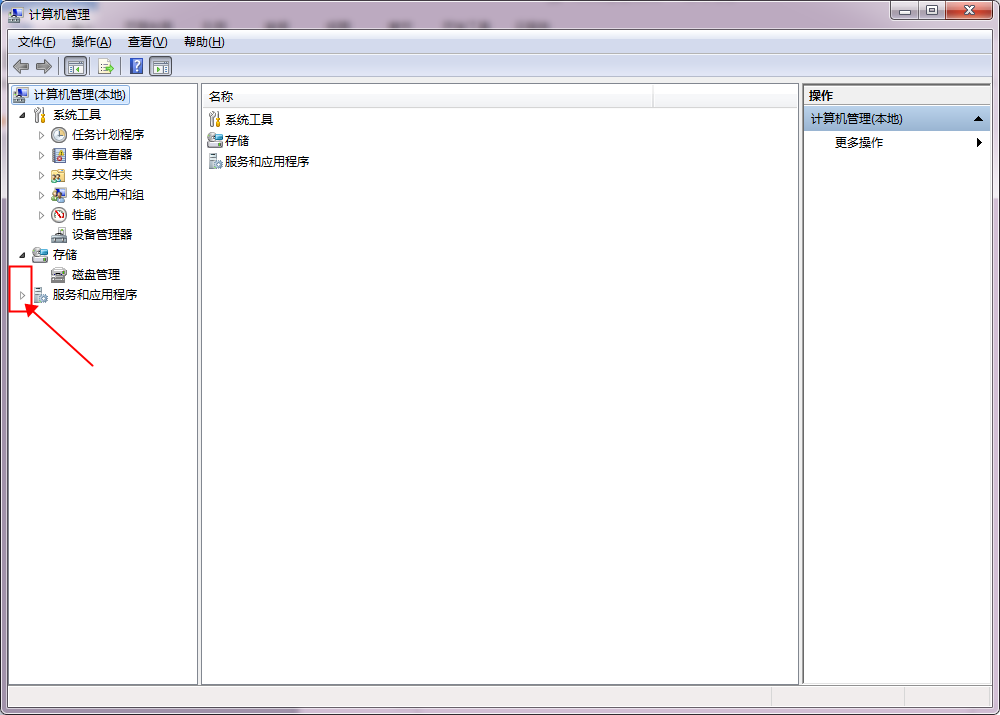 计算机管理
文件(F) 操作(A) 查看(V) 帮助(H)
计算机管理(本地)
系统工具
任务计划程序
事件查看器
共享文件夹
本地用户和组
性能
设备管理器
存储
磁盘管理
服务和应用程序
名称
系统工具
存储
服务和应用程序
操作
计算机管理(本地)
更多操作